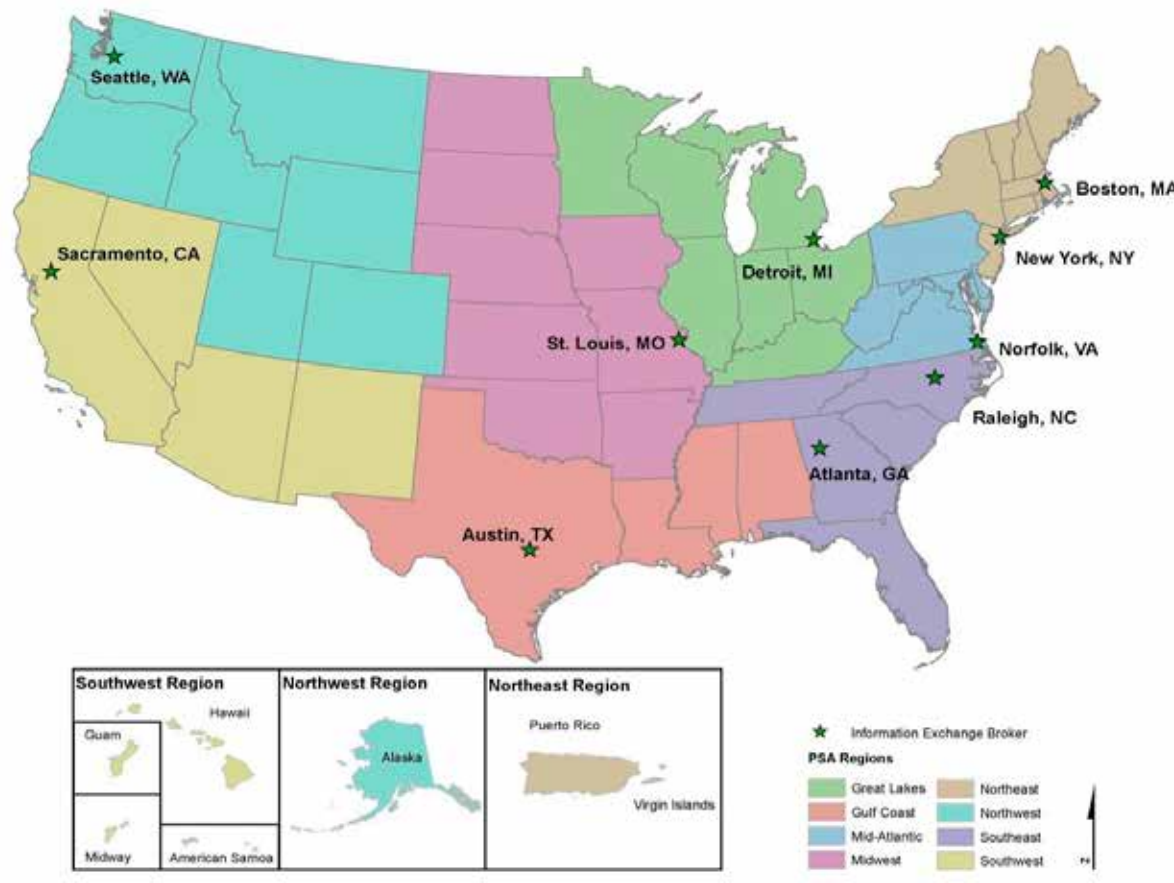 Seattle, WA
Boston, MA
Sacramento, CA
New York, NY
Detroit, MI
St. Louis, MO
Norfolk, VA
Raleigh, NC
Atlanta, GA
Austin, TX
Southwest Region
Hawaii
Guam
Midway
American Samoa
Northwest Region
Alaska
Northeast Region
Puerto Rico
Virgin Islands
Information Exchange Broker
PSA Regions
Great Lakes
Gulf Coast
Mid-Atlantic
Midwest
Northeast
Northwest
Southeast
Southwest
N